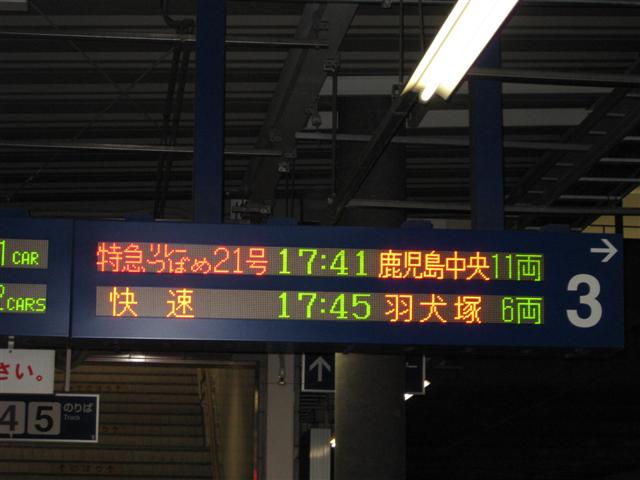 1 CAR
特急 リレーつばめ21号 17:41 鹿児島中央 11両
2 CARS
快速 17:45 羽犬塚 6両
→
3
さい。
↑
←
4 5 のりば
Track